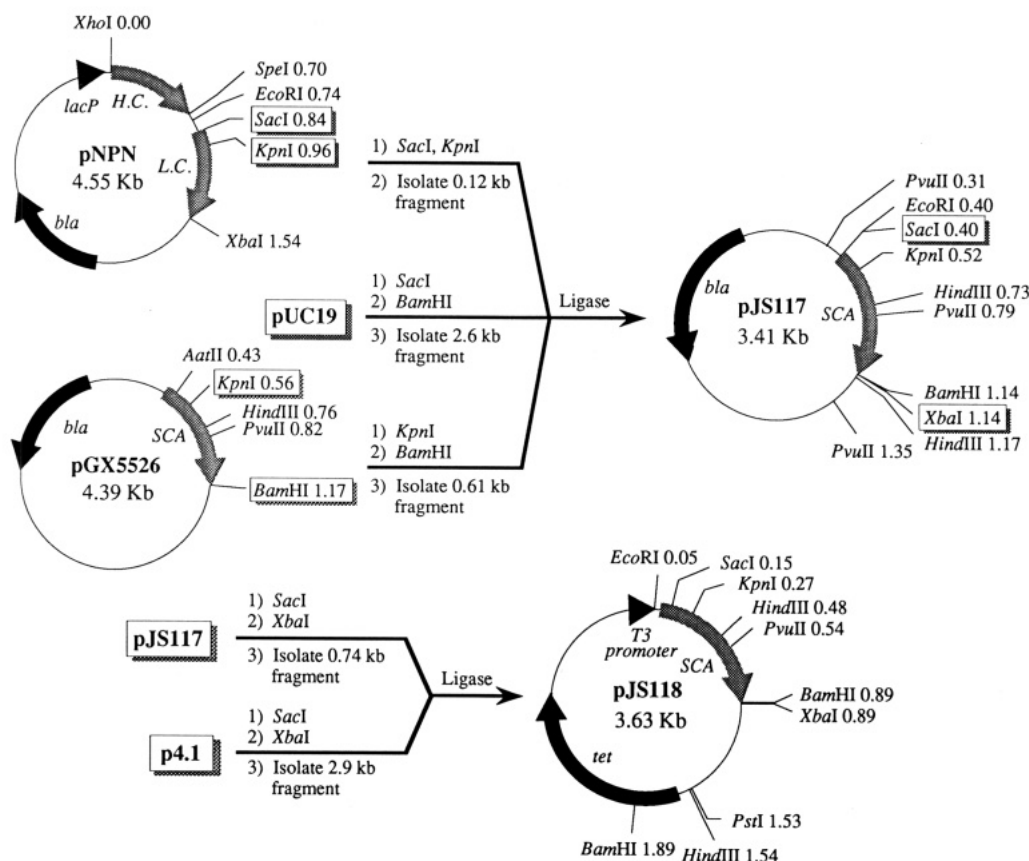 XhoI 0.00
lacP
H.C.
SpeI 0.70
EcoRI 0.74
SacI 0.84
KpnI 0.96
pNPN
4.55 Kb
L.C.
bla
XbaI 1.54
1) SacI, KpnI
2) Isolate 0.12 kb
fragment
pUC19
1) SacI
2) BamHI
3) Isolate 2.6 kb
fragment
AatII 0.43
KpnI 0.56
HindIII 0.76
PvuII 0.82
bla
SCA
pGX5526
4.39 Kb
BamHI 1.17
1) KpnI
2) BamHI
3) Isolate 0.61 kb
fragment
Ligase
PvuII 0.31
EcoRI 0.40
SacI 0.40
KpnI 0.52
bla
pJS117
3.41 Kb
SCA
HindIII 0.73
PvuII 0.79
BamHI 1.14
XbaI 1.14
HindIII 1.17
PvuII 1.35
pJS117
1) SacI
2) XbaI
3) Isolate 0.74 kb
fragment
p4.1
1) SacI
2) XbaI
3) Isolate 2.9 kb
fragment
Ligase
EcoRI 0.05
SacI 0.15
KpnI 0.27
HindIII 0.48
PvuII 0.54
T3
promoter
SCA
pJS118
3.63 Kb
BamHI 0.89
XbaI 0.89
tet
PstI 1.53
HindIII 1.54
BamHI 1.89